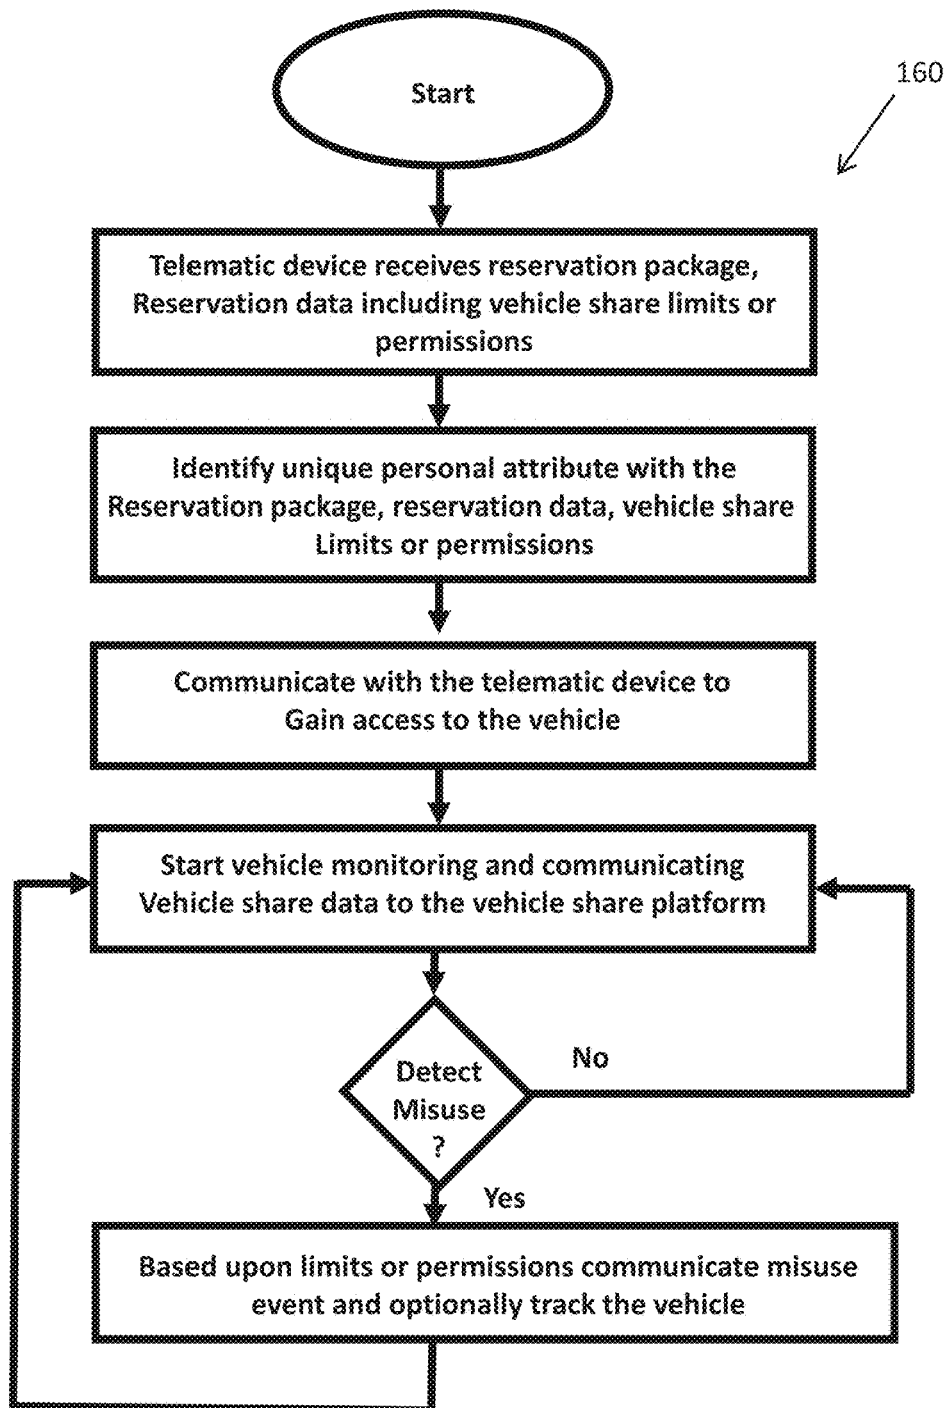 Start
160
Telematic device receives reservation package,
Reservation data including vehicle share limits or
permissions
Identify unique personal attribute with the
Reservation package, reservation data, vehicle share
Limits or permissions
Communicate with the telematic device to
Gain access to the vehicle
Start vehicle monitoring and communicating
Vehicle share data to the vehicle share platform
Detect
Misuse
?
No
Yes
Based upon limits or permissions communicate misuse
event and optionally track the vehicle